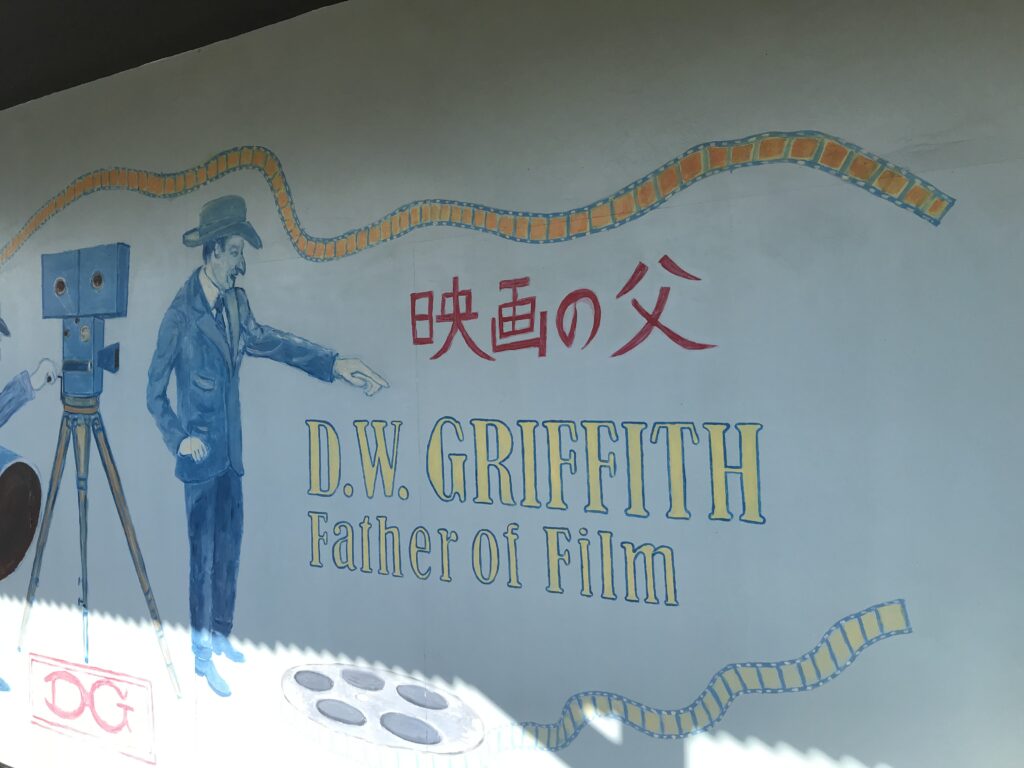 映画の父
D.W. GRIFFITH
Father of Film
DG